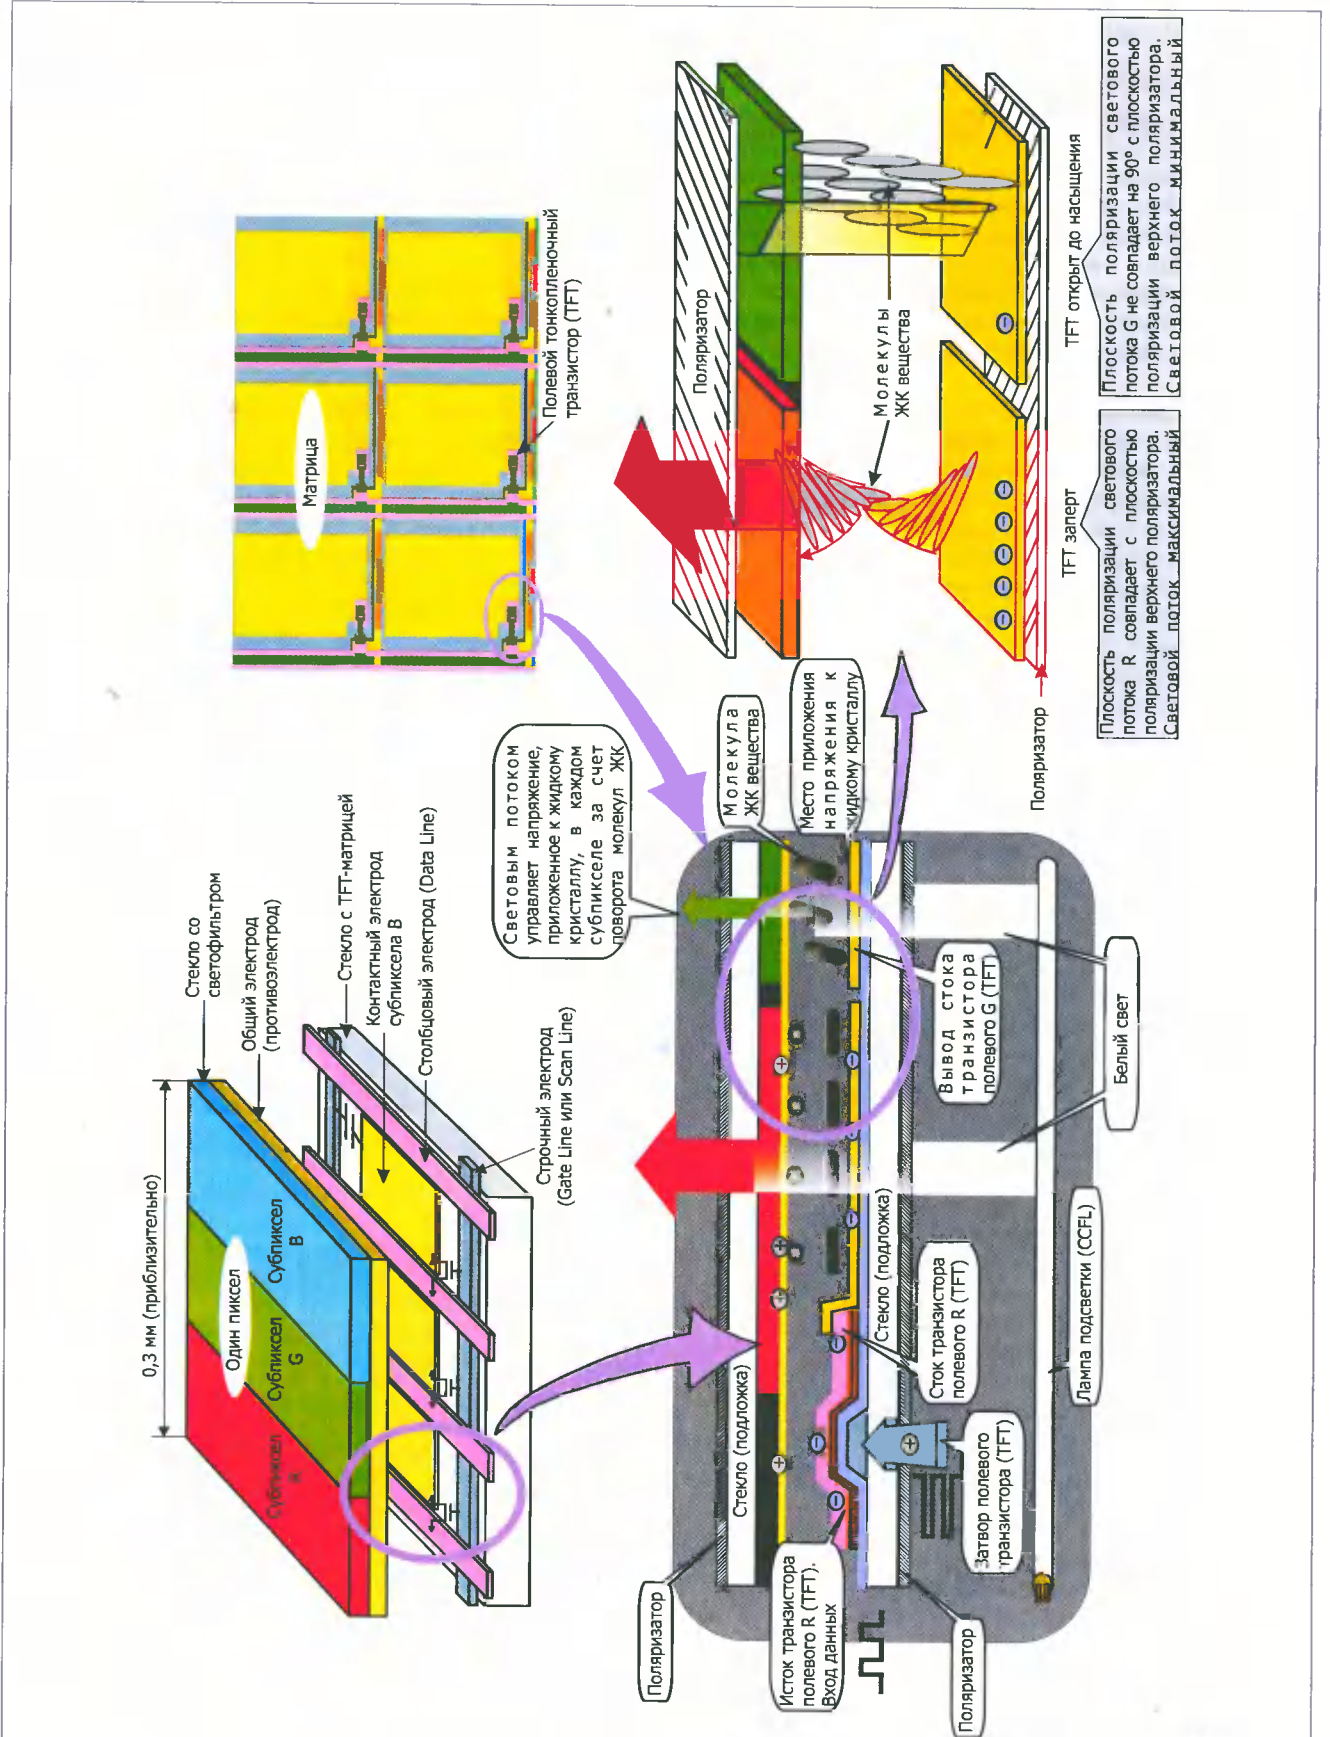 0,3 мм (приблизительно)
Один пиксел
Субпиксел
R
Субпиксел
G
Субпиксел
B
Стекло со
светофильтром
Общий электрод
(противоэлектрод)
Стекло с TFT-матрицей
Контактный электрод
субпиксела B
Столбцовый электрод (Data Line)
Строчный электрод
(Gate Line или Scan Line)
Матрица
Полевой тонкопленочный
транзистор (TFT)
Световым потоком
управляет напряжение,
приложенное к жидкому
кристаллу, в каждом
субпикселе за счет
поворота молекул ЖК
Молекула
ЖК вещества
Место приложения
напряжения к
жидкому кристаллу
Поляризатор
Стекло (подложка)
Исток транзистора
полевого R (TFT).
Вход данных
Поляризатор
Затвор полевого
транзистора (TFT)
Сток транзистора
полевого R (TFT)
Стекло (подложка)
Вывод стока
транзистора
полевого G (TFT)
Белый свет
Лампа подсветки (CCFL)
Поляризатор
Молекулы
ЖК вещества
Поляризатор
TFT заперт
TFT открыт до насыщения
Плоскость поляризации светового
потока R совпадает с плоскостью
поляризации верхнего поляризатора.
Световой поток максимальный
Плоскость поляризации светового
потока G не совпадает на 90° с плоскостью
поляризации верхнего поляризатора.
Световой поток минимальный